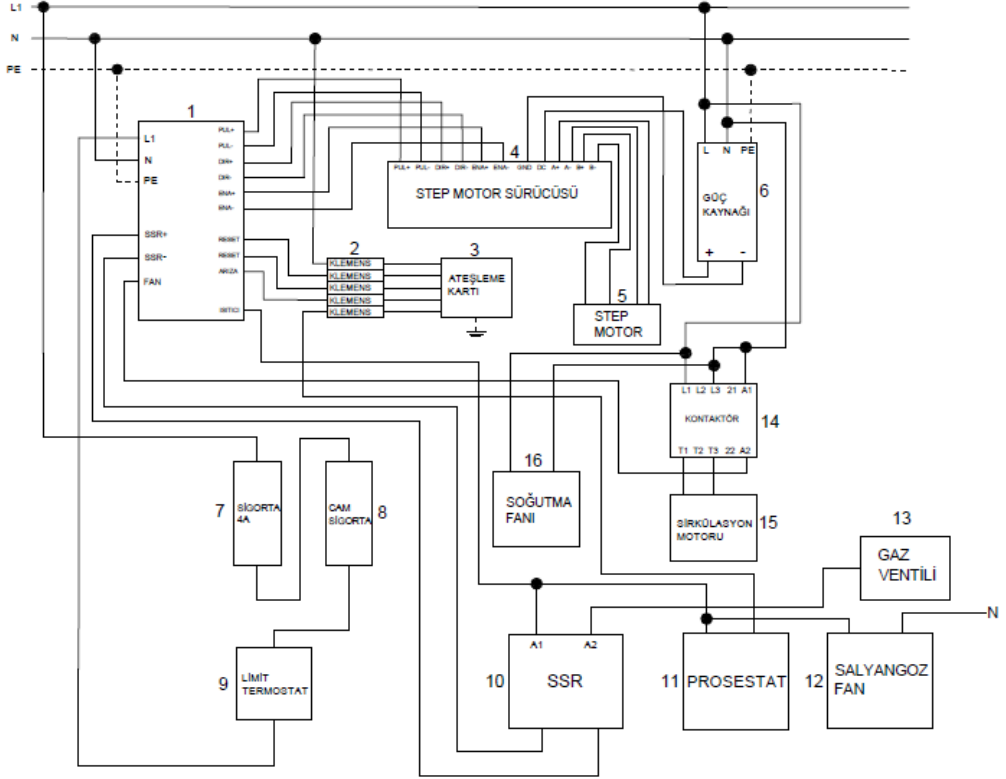 L1
N
PE
1
L1
N
PE
SSR+
SSR-
FAN
PUL+
PUL-
DIR+
DIR-
ENA+
ENA-
RESET
RESET
ARIZA
ISITICI
2
KLEMENS
KLEMENS
KLEMENS
KLEMENS
KLEMENS
3
ATEŞLEME
KARTI
4
PUL+ PUL- DIR+ DIR- ENA+ ENA- GND DC A+ A- B+ B-
STEP MOTOR SÜRÜCÜSÜ
5
STEP
MOTOR
L N PE
6
GÜÇ
KAYNAĞI
+ -
L1 L2 L3 21 A1
KONTAKTÖR
14
T1 T2 T3 22 A2
16
SOĞUTMA
FANI
SİRKÜLASYON
MOTORU
15
7
SİGORTA
4A
CAM
SİGORTA
8
13
GAZ
VENTİLİ
9
LİMİT
TERMOSTAT
A1 A2
10
SSR
11
PROSESTAT
12
SALYANGOZ
FAN
N